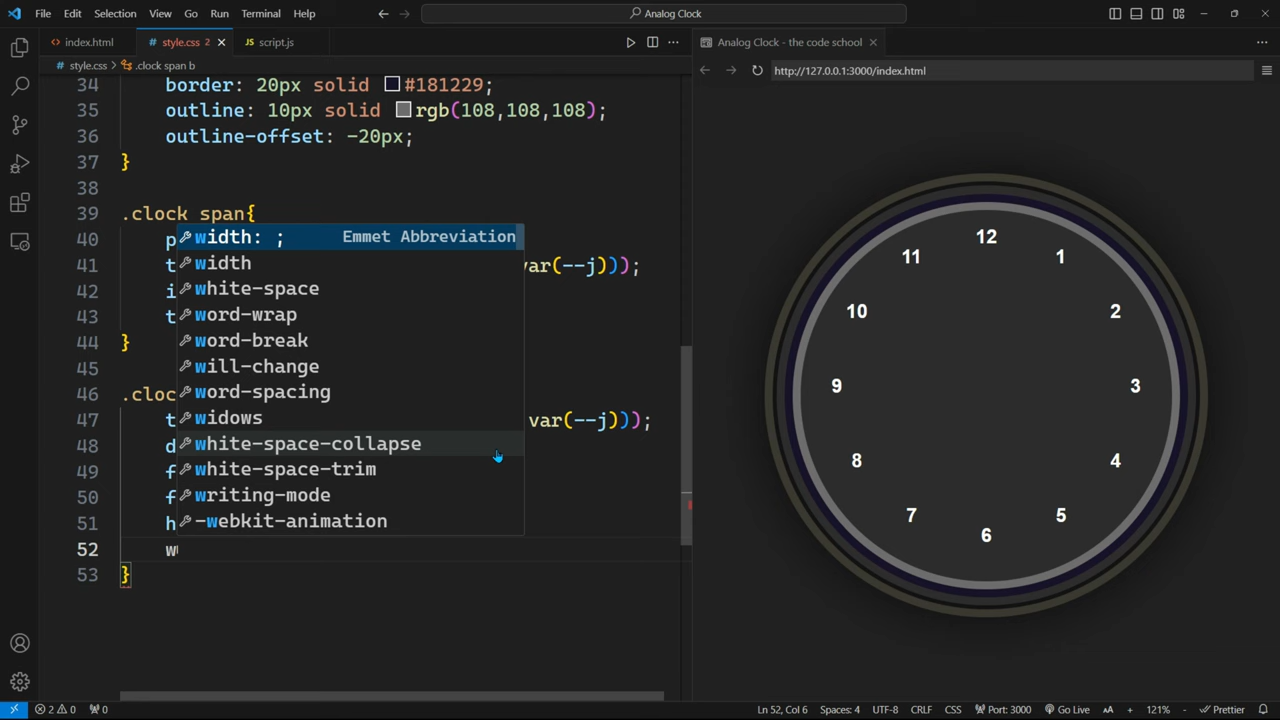 File Edit Selection View Go Run Terminal Help Analog Clock
index.html style.css 2 script.js
style.css > .clock span b
34 border: 20px solid #181229;
35 outline: 10px solid rgb(108,108,108);
36 outline-offset: -20px;
37 }
38
39 .clock span{
40 p
41 t var(--j)));
42 i
43 t
44 }
45
46 .cloc
47 t var(--j)));
48 d
49 f
50 f
51 h
52 w
53 }
width: ; Emmet Abbreviation
width
white-space
word-wrap
word-break
will-change
word-spacing
widows
white-space-collapse
white-space-trim
writing-mode
-webkit-animation
Analog Clock - the code school
http://127.0.0.1:3000/index.html
12
11 1
10 2
9 3
8 4
7 5
6
2 0 0 Ln 52, Col 6 Spaces: 4 UTF-8 CRLF CSS Port: 3000 Go Live AA + 121% - Prettier